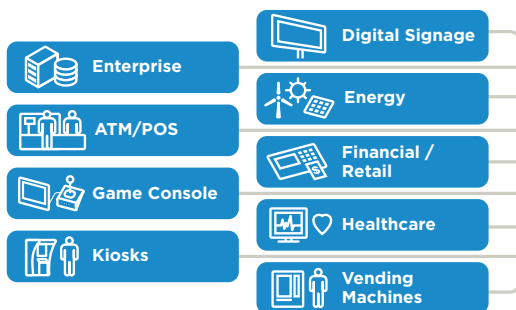 Enterprise
ATM/POS
Game Console
Kiosks
Digital Signage
Energy
Financial /
Retail
$
Healthcare
Vending
Machines